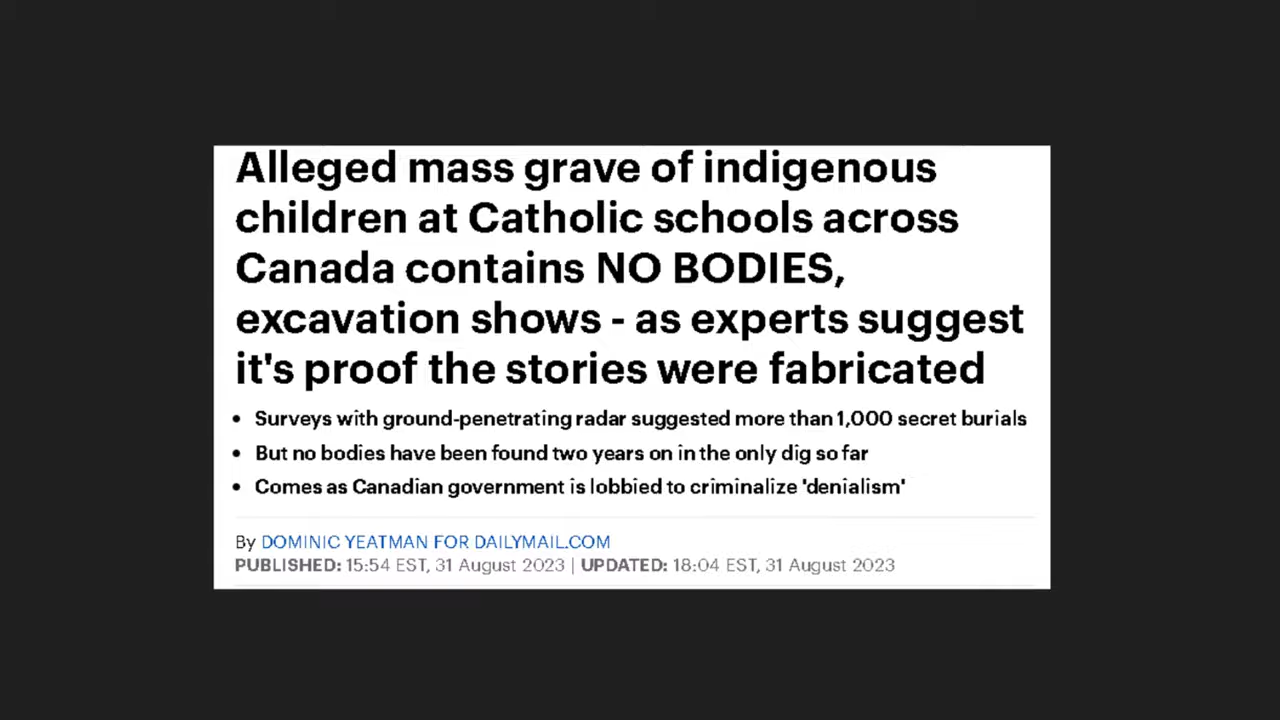 Alleged mass grave of indigenous
children at Catholic schools across
Canada contains NO BODIES,
excavation shows - as experts suggest
it's proof the stories were fabricated
• Surveys with ground-penetrating radar suggested more than 1,000 secret burials
• But no bodies have been found two years on in the only dig so far
• Comes as Canadian government is lobbied to criminalize 'denialism'
By DOMINIC YEATMAN FOR DAILYMAIL.COM
PUBLISHED: 15:54 EST, 31 August 2023 | UPDATED: 18:04 EST, 31 August 2023